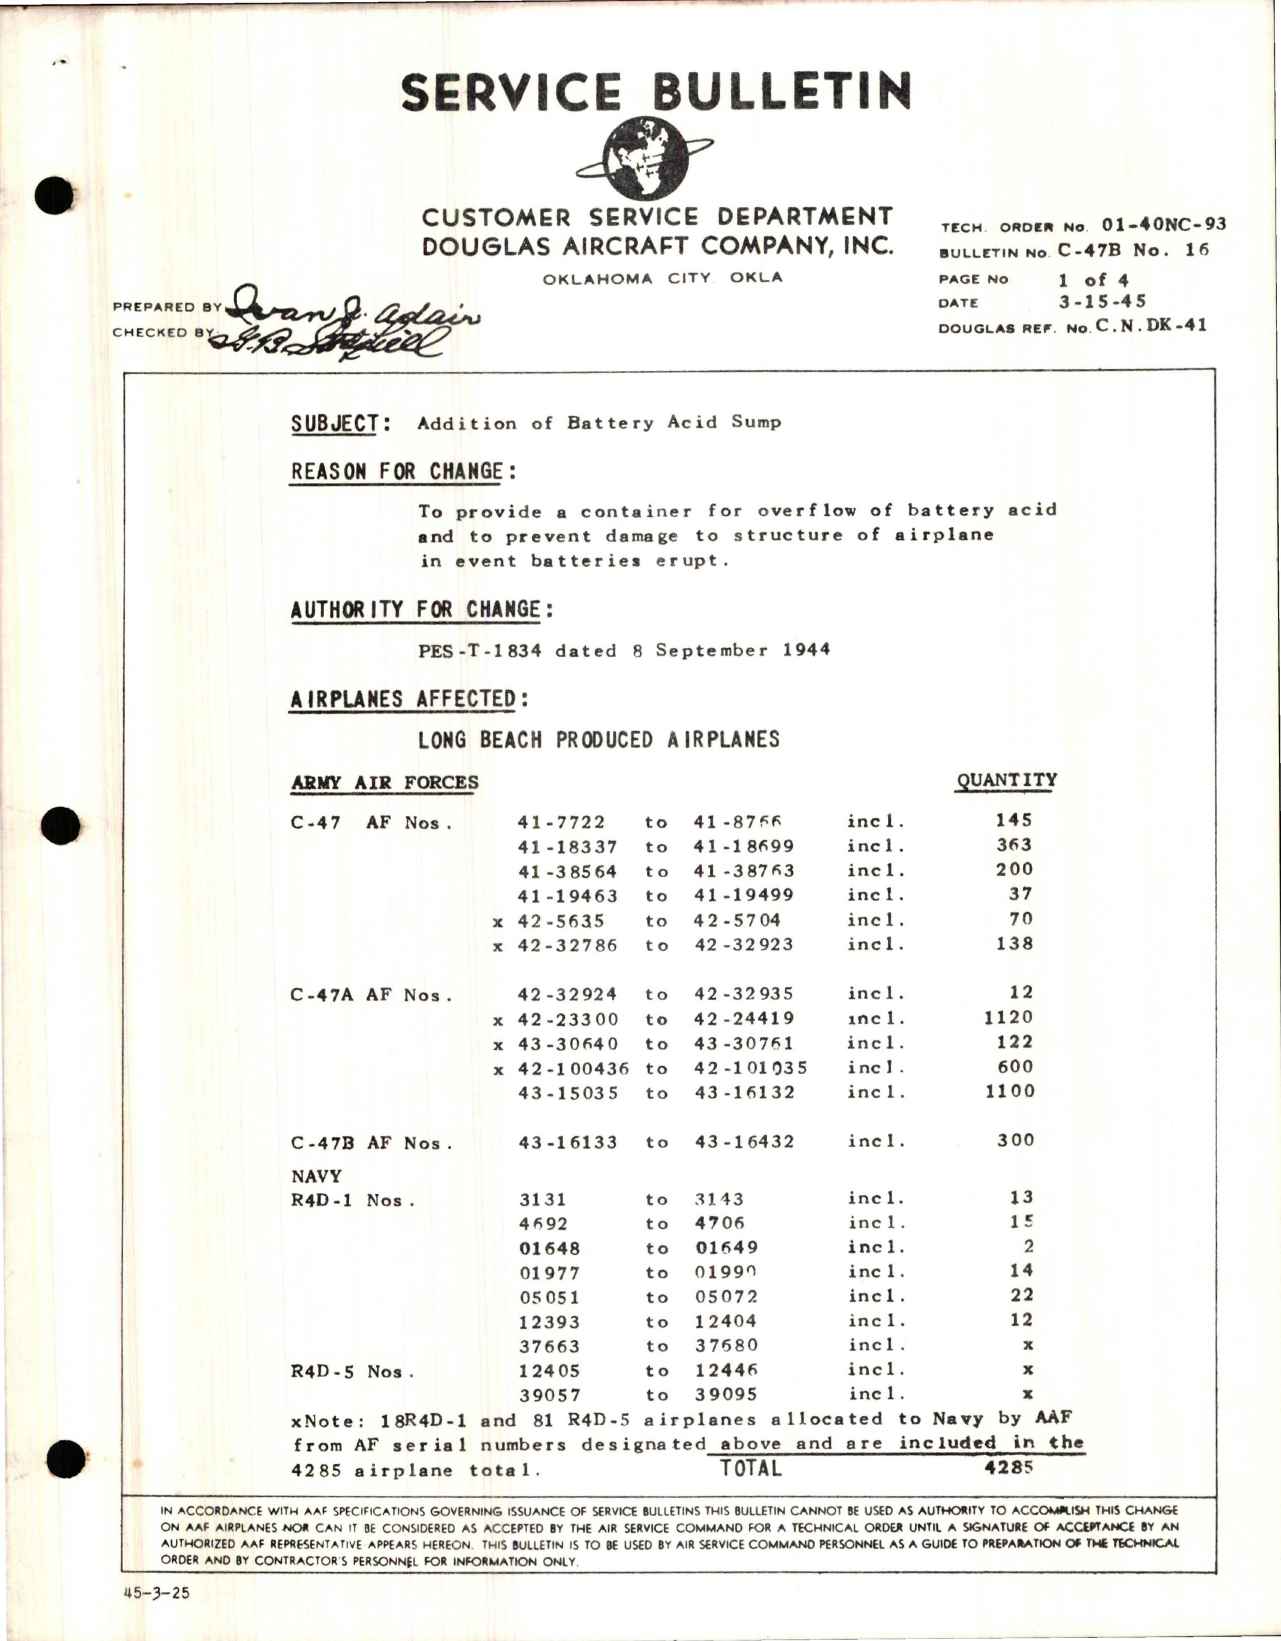 SERVICE BULLETIN
CUSTOMER SERVICE DEPARTMENT
DOUGLAS AIRCRAFT COMPANY, INC.
OKLAHOMA CITY, OKLA
TECH. ORDER No. 01-40NC-93
BULLETIN No. C-47B No. 16
PAGE No 1 of 4
DATE 3-15-45
DOUGLAS REF. No. C.N.DK-41
PREPARED BY Ivan J. Adair
CHECKED BY G.B.
SUBJECT: Addition of Battery Acid Sump
REASON FOR CHANGE:
To provide a container for overflow of battery acid
and to prevent damage to structure of airplane
in event batteries erupt.
AUTHORITY FOR CHANGE:
PES-T-1834 dated 8 September 1944
AIRPLANES AFFECTED:
LONG BEACH PRODUCED AIRPLANES
ARMY AIR FORCES QUANTITY
C-47 AF Nos. 41-7722 to 41-8766 incl. 145
41-18337 to 41-18699 incl. 363
41-38564 to 41-38763 incl. 200
41-19463 to 41-19499 incl. 37
x 42-5635 to 42-5704 incl. 70
x 42-32786 to 42-32923 incl. 138
C-47A AF Nos. 42-32924 to 42-32935 incl. 12
x 42-23300 to 42-24419 incl. 1120
x 43-30640 to 43-30761 incl. 122
x 42-100436 to 42-101035 incl. 600
43-15035 to 43-16132 incl. 1100
C-47B AF Nos. 43-16133 to 43-16432 incl. 300
NAVY
R4D-1 Nos. 3131 to 3143 incl. 13
4692 to 4706 incl. 15
01648 to 01649 incl. 2
01977 to 01990 incl. 14
05051 to 05072 incl. 22
12393 to 12404 incl. 12
37663 to 37680 incl. x
R4D-5 Nos. 12405 to 12446 incl. x
39057 to 39095 incl. x
xNote: 18R4D-1 and 81 R4D-5 airplanes allocated to Navy by AAF
from AF serial numbers designated above and are included in the
4285 airplane total. TOTAL 4285
IN ACCORDANCE WITH AAF SPECIFICATIONS GOVERNING ISSUANCE OF SERVICE BULLETINS THIS BULLETIN CANNOT BE USED AS AUTHORITY TO ACCOMPLISH THIS CHANGE
ON AAF AIRPLANES NOR CAN IT BE CONSIDERED AS ACCEPTED BY THE AIR SERVICE COMMAND FOR A TECHNICAL ORDER UNTIL A SIGNATURE OF ACCEPTANCE BY AN
AUTHORIZED AAF REPRESENTATIVE APPEARS HEREON. THIS BULLETIN IS TO BE USED BY AIR SERVICE COMMAND PERSONNEL AS A GUIDE TO PREPARATION OF THE TECHNICAL
ORDER AND BY CONTRACTOR'S PERSONNEL FOR INFORMATION ONLY.
45-3-25